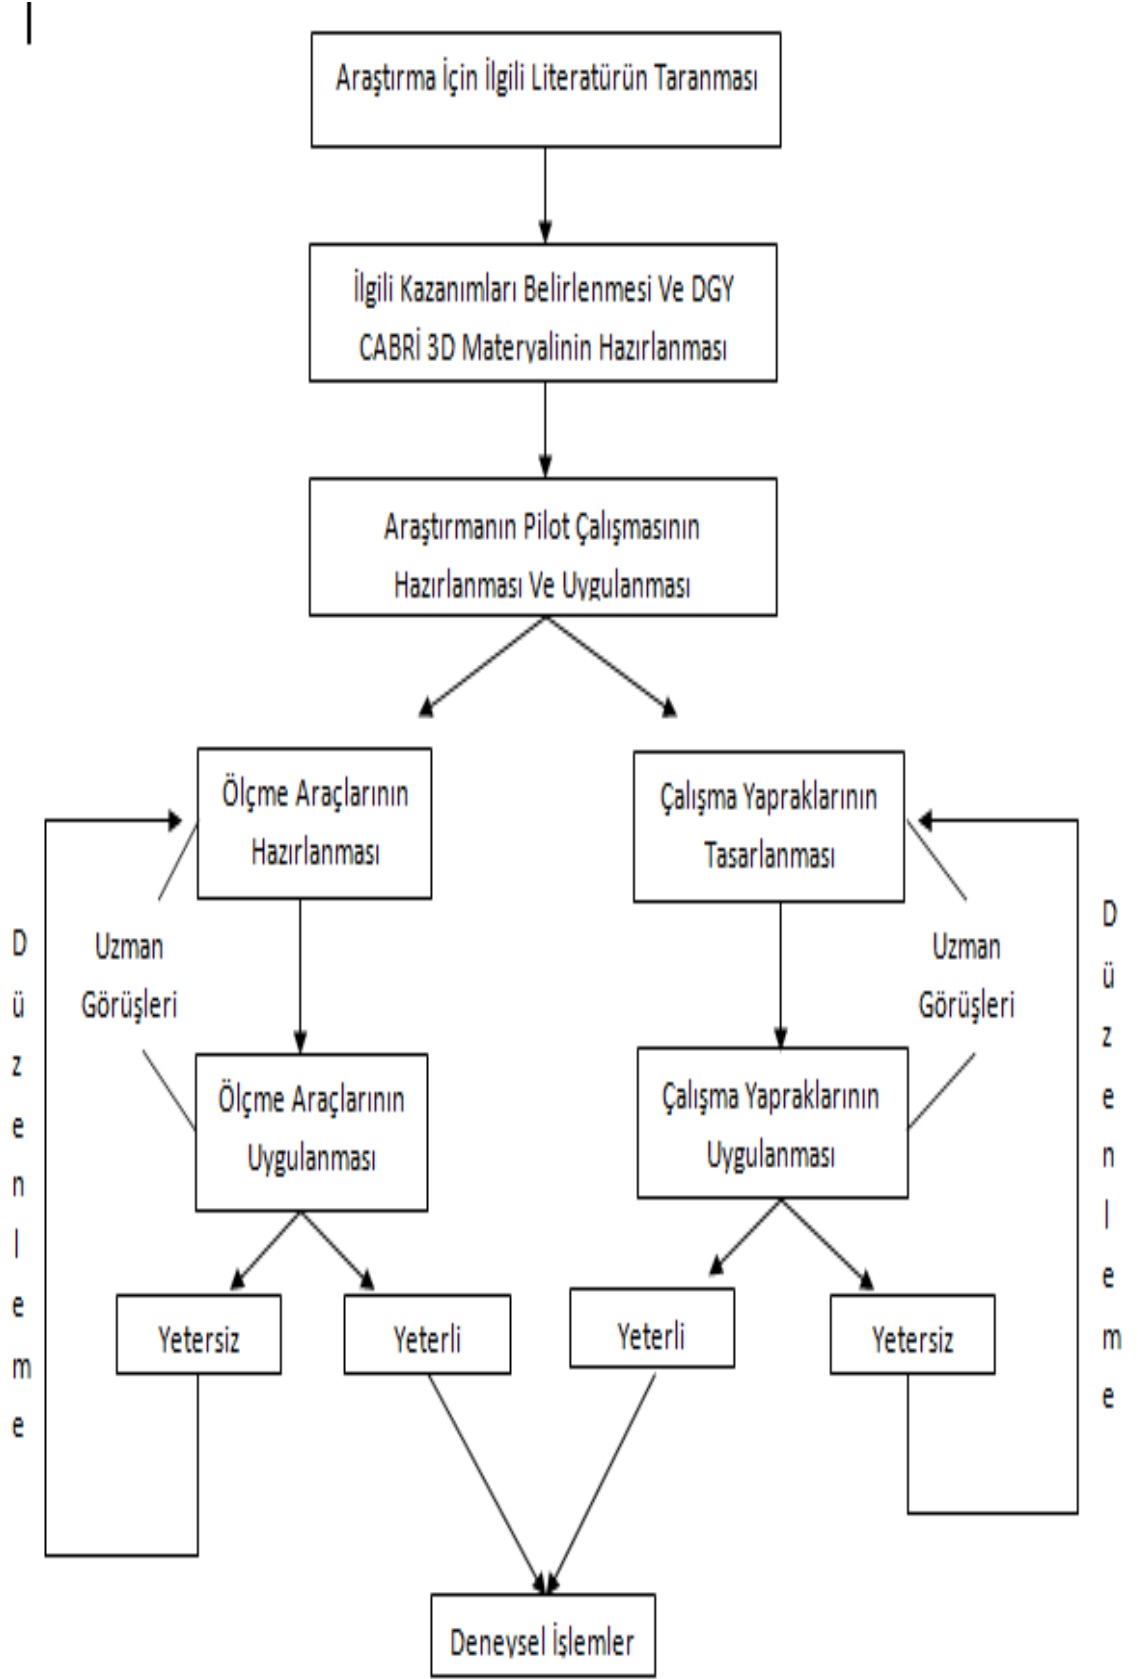 Araştırma İçin İlgili Literatürün Taranması
İlgili Kazanımları Belirlenmesi Ve DGY
CABRİ 3D Materyalinin Hazırlanması
Araştırmanın Pilot Çalışmasının
Hazırlanması Ve Uygulanması
Ölçme Araçlarının
Hazırlanması
Çalışma Yapraklarının
Tasarlanması
Uzman
Görüşleri
Uzman
Görüşleri
Düzenleme
Düzenleme
Ölçme Araçlarının
Uygulanması
Çalışma Yapraklarının
Uygulanması
Yetersiz
Yeterli
Yeterli
Yetersiz
Deneysel İşlemler